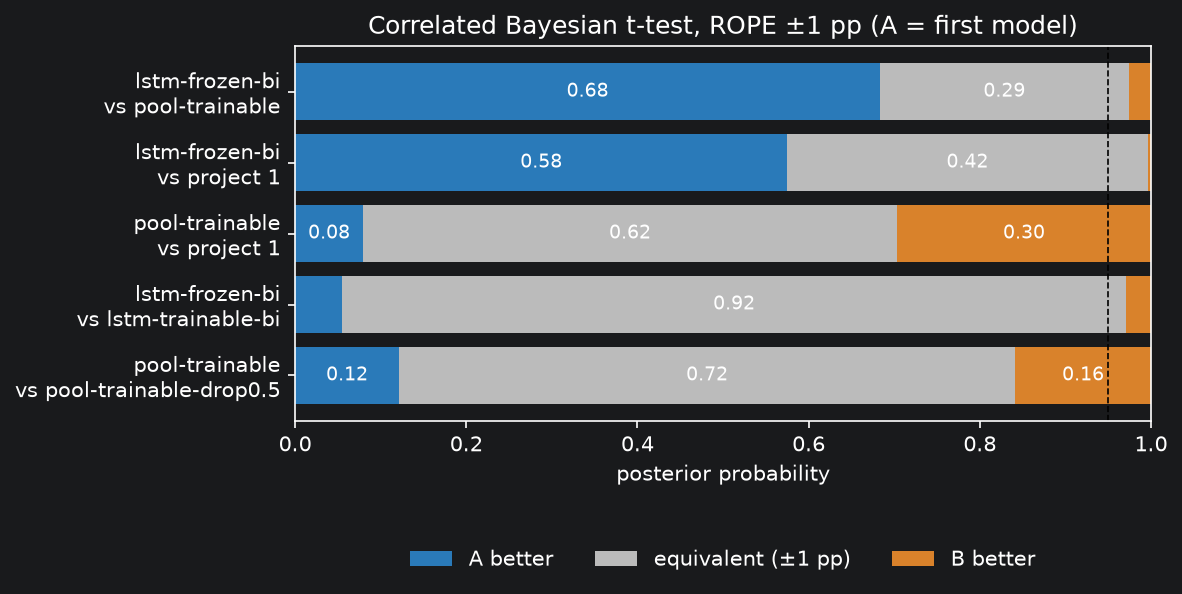 Correlated Bayesian t-test, ROPE ±1 pp (A = first model)
lstm-frozen-bi
vs pool-trainable
0.68
0.29
lstm-frozen-bi
vs project 1
0.58
0.42
pool-trainable
vs project 1
0.08
0.62
0.30
lstm-frozen-bi
vs lstm-trainable-bi
0.92
pool-trainable
vs pool-trainable-drop0.5
0.12
0.72
0.16
0.0
0.2
0.4
0.6
0.8
1.0
posterior probability
A better
equivalent (±1 pp)
B better